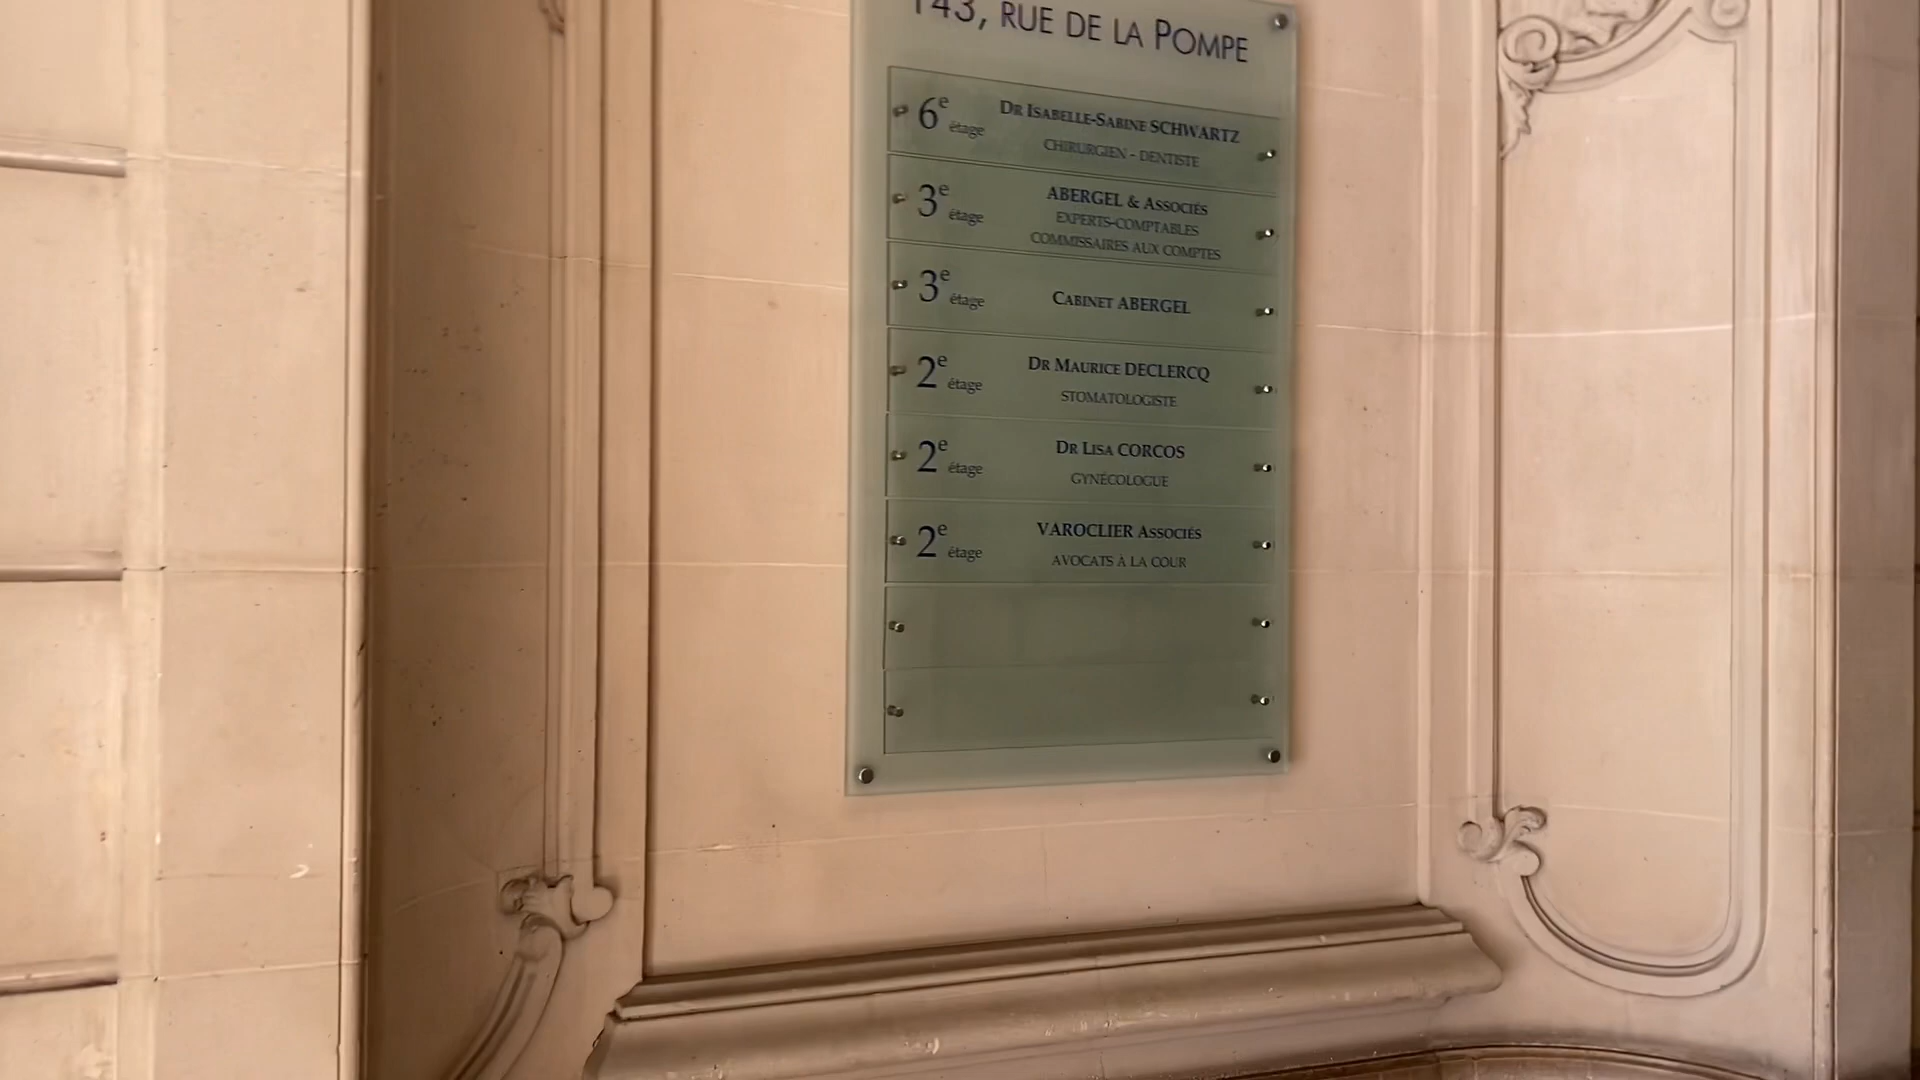 143, RUE DE LA POMPE
6e étage DR ISABELLE-SABINE SCHWARTZ
CHIRURGIEN - DENTISTE
3e étage ABERGEL & ASSOCIÉS
EXPERTS-COMPTABLES
COMMISSAIRES AUX COMPTES
3e étage CABINET ABERGEL
2e étage DR MAURICE DECLERCQ
STOMATOLOGISTE
2e étage DR LISA CORCOS
GYNÉCOLOGUE
2e étage VAROCLIER ASSOCIÉS
AVOCATS À LA COUR